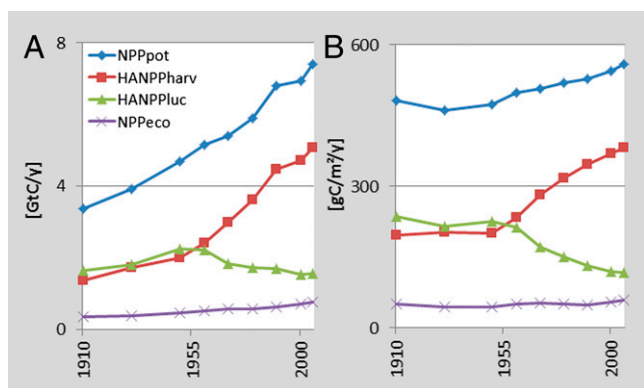 A
8
NPPpot
HANPPharv
HANPPluc
NPPeco
[GtC/y]
4
0
1910
1955
2000
B
600
[gC/m²/y]
300
0
1910
1955
2000